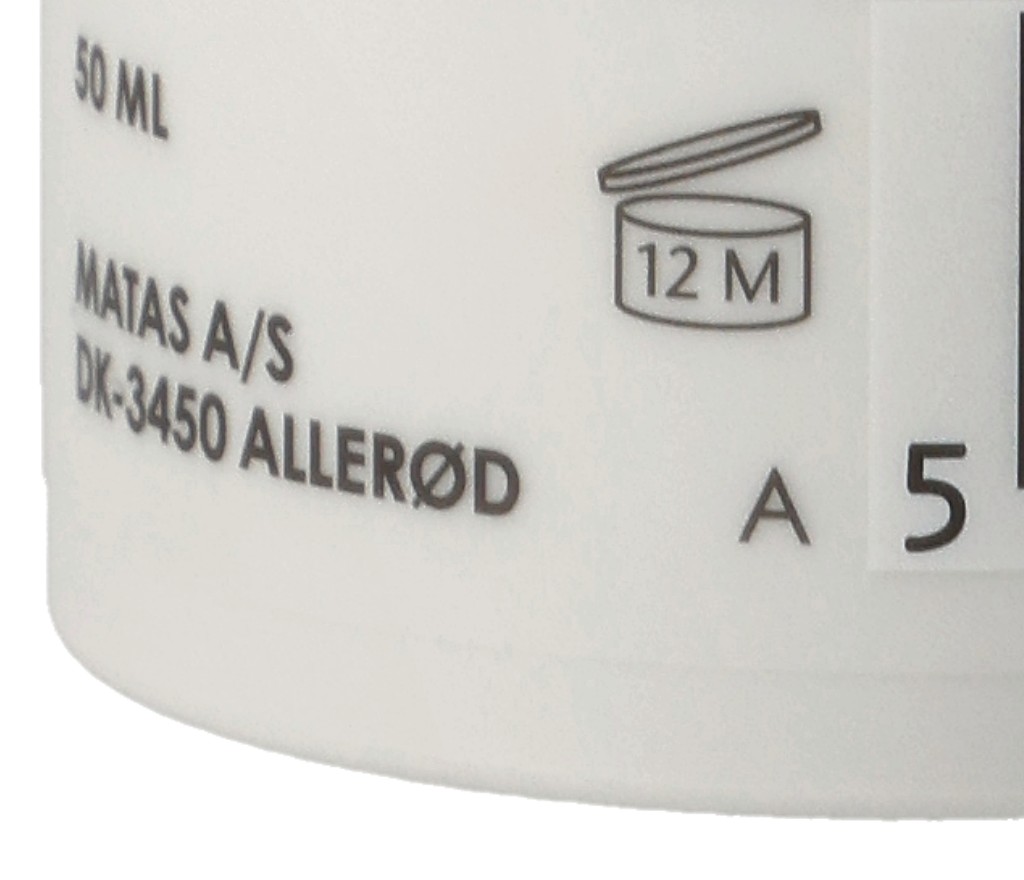 50 ML
12 M
MATAS A/S
DK-3450 ALLERØD
A
5